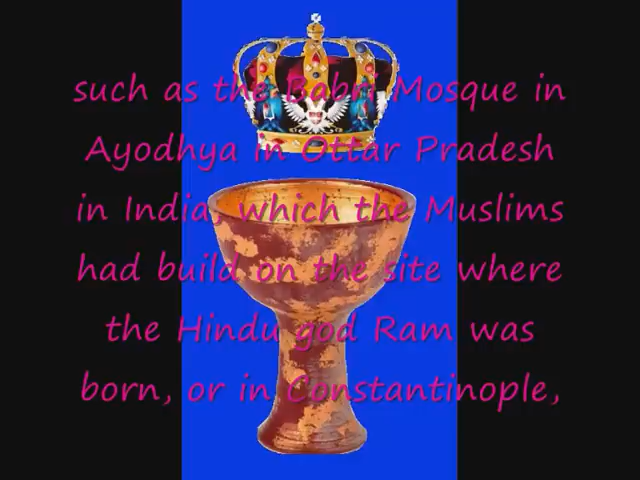 such as the Babri Mosque in
Ayodhya in Ottar Pradesh
in India, which the Muslims
had build on the site where
the Hindu god Ram was
born, or in Constantinople,